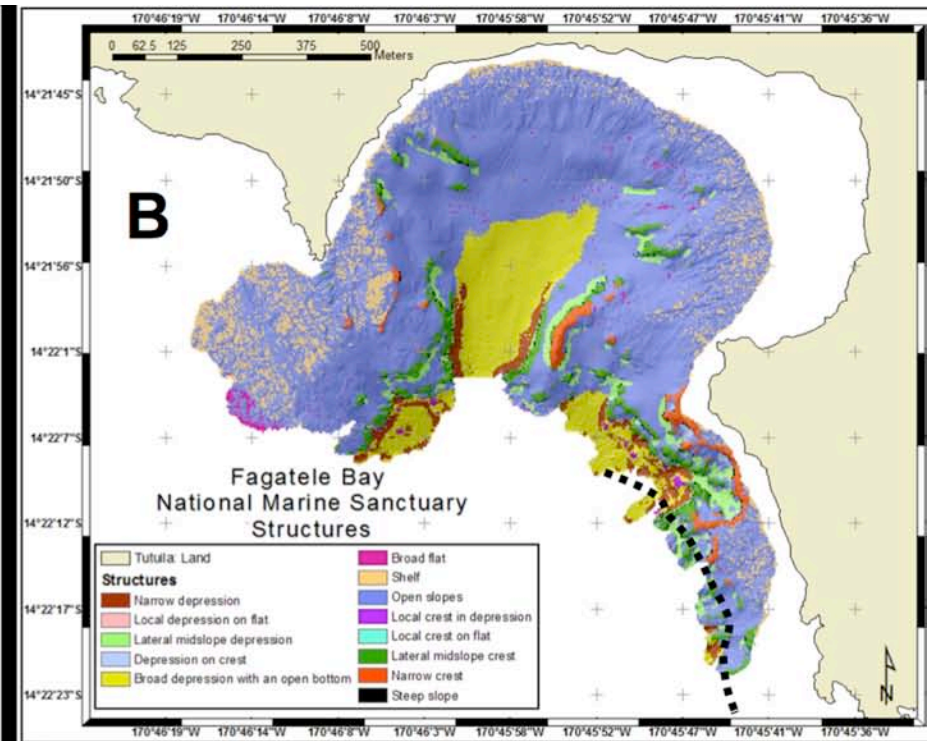 170°46'19"W 170°46'14"W 170°46'8"W 170°46'3"W 170°45'58"W 170°45'52"W 170°45'47"W 170°45'41"W 170°45'36"W
0 62.5 125 250 375 500
Meters
14°21'45"S
14°21'50"S
B
14°21'56"S
14°22'1"S
14°22'7"S
Fagatele Bay
National Marine Sanctuary
Structures
14°22'12"S
Tutuila: Land
Structures
Narrow depression
Local depression on flat
Lateral midslope depression
Depression on crest
Broad depression with an open bottom
Broad flat
Shelf
Open slopes
Local crest in depression
Local crest on flat
Lateral midslope crest
Narrow crest
Steep slope
14°22'17"S
14°22'23"S
N
170°46'19"W 170°46'14"W 170°46'8"W 170°46'3"W 170°45'58"W 170°45'52"W 170°45'47"W 170°45'41"W 170°45'36"W